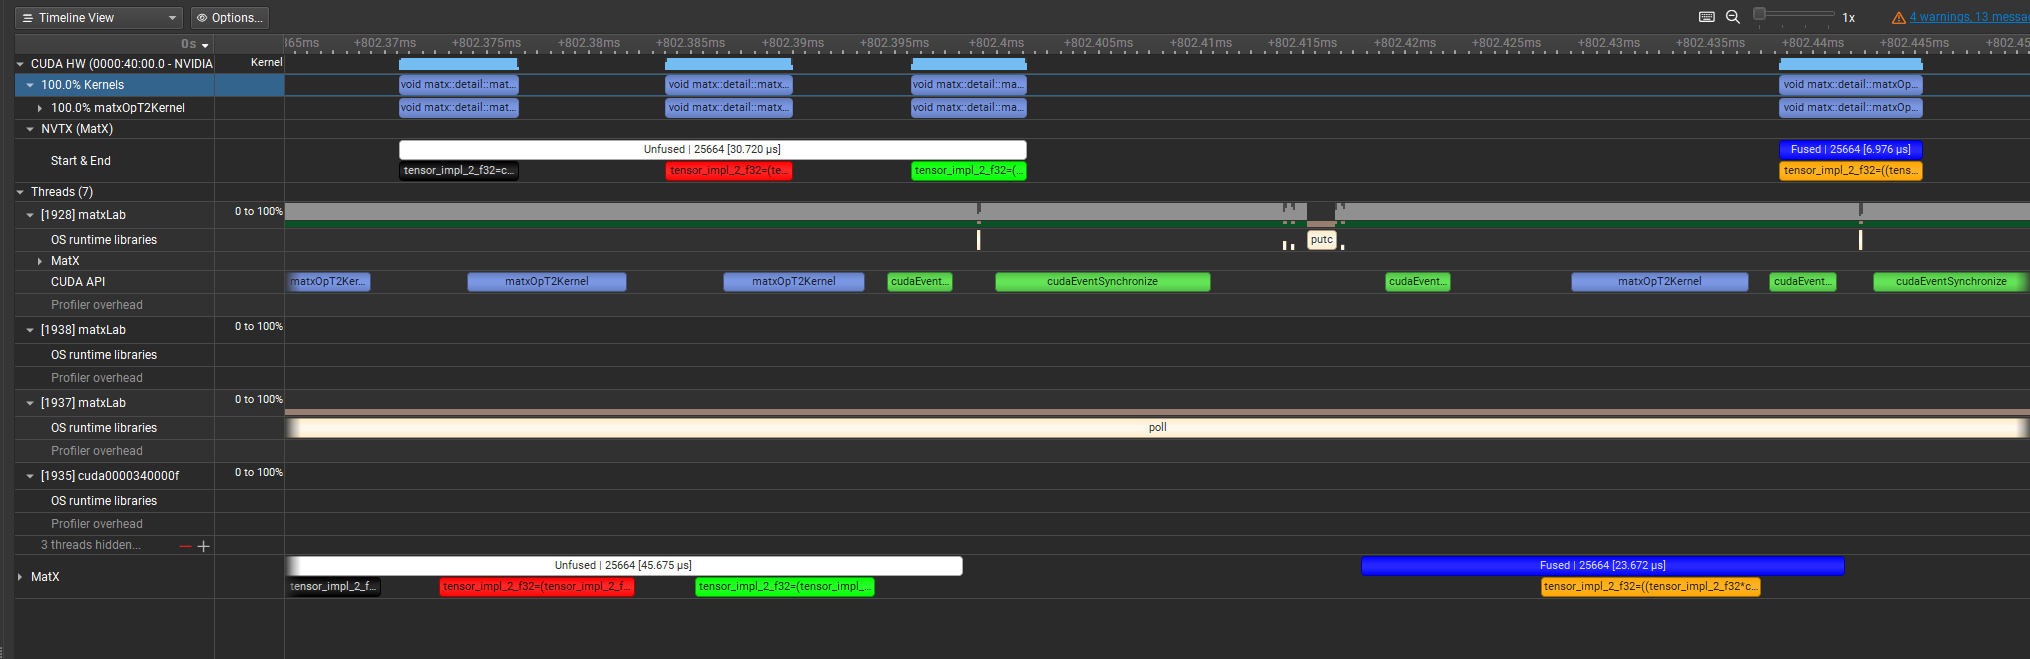 Timeline View Options... 1x 4 warnings, 13 messa
0s 365ms +802.37ms +802.375ms +802.38ms +802.385ms +802.39ms +802.395ms +802.4ms +802.405ms +802.41ms +802.415ms +802.42ms +802.425ms +802.43ms +802.435ms +802.44ms +802.445ms +802.45
CUDA HW (0000:40:00.0 - NVIDIA Kernel
100.0% Kernels void matx::detail::mat... void matx::detail::matx... void matx::detail::ma... void matx::detail::matxOp...
100.0% matxOpT2Kernel void matx::detail::mat... void matx::detail::matx... void matx::detail::ma... void matx::detail::matxOp...
NVTX (MatX)
Unfused | 25664 [30.720 µs] Fused | 25664 [6.976 µs]
Start & End
tensor_impl_2_f32=c... tensor_impl_2_f32=(te... tensor_impl_2_f32=(... tensor_impl_2_f32=((tens...
Threads (7)
[1928] matxLab 0 to 100%
OS runtime libraries putc
MatX
CUDA API matxOpT2Ker... matxOpT2Kernel matxOpT2Kernel cudaEvent... cudaEventSynchronize cudaEvent... matxOpT2Kernel cudaEvent... cudaEventSynchronize
Profiler overhead
[1938] matxLab 0 to 100%
OS runtime libraries
Profiler overhead
[1937] matxLab 0 to 100%
OS runtime libraries poll
Profiler overhead
[1935] cuda0000340000f 0 to 100%
OS runtime libraries
Profiler overhead
3 threads hidden...
Unfused | 25664 [45.675 µs] Fused | 25664 [23.672 µs]
MatX
tensor_impl_2_f... tensor_impl_2_f32=(tensor_impl_2_f... tensor_impl_2_f32=(tensor_impl_... tensor_impl_2_f32=((tensor_impl_2_f32*c...